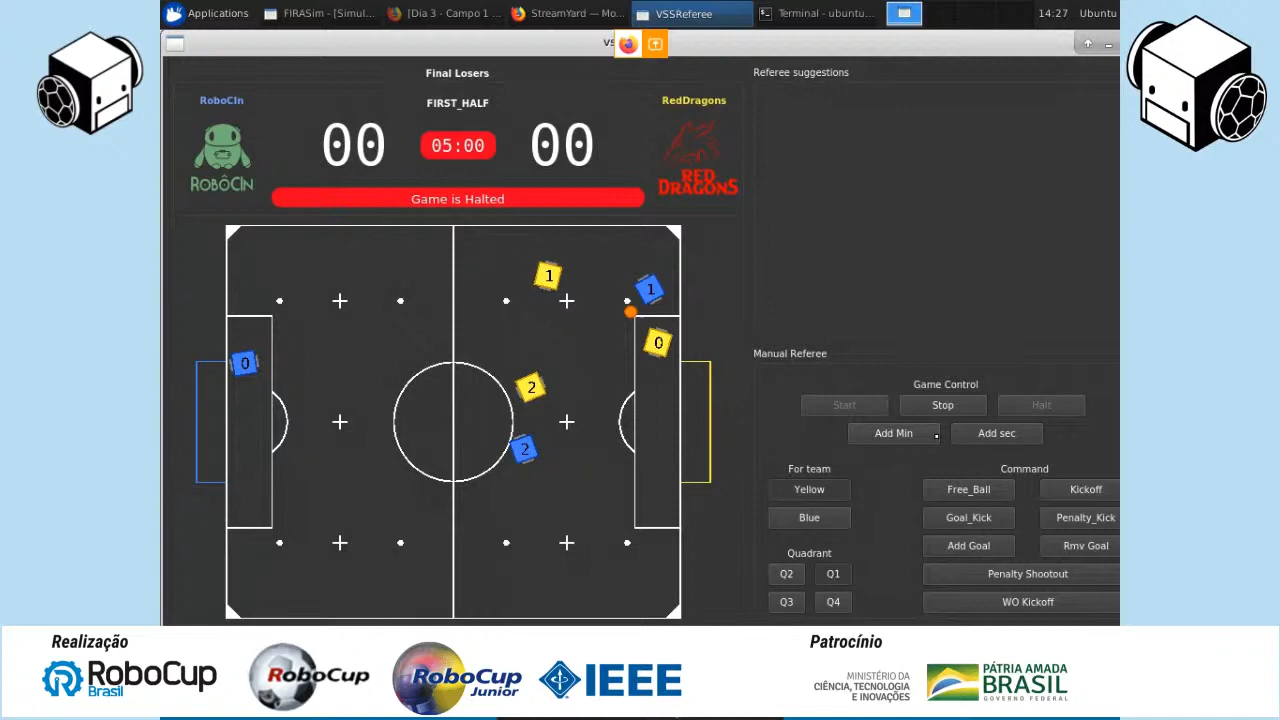 Applications
FIRASim - [Simul...
[Dia 3 - Campo 1 ...
StreamYard — Mo...
VSSReferee
Terminal - ubuntu...
14:27 Ubuntu
VS
Final Losers
Referee suggestions
RoboCIn
FIRST_HALF
RedDragons
00
05:00
00
ROBÔCIN
RED
DRAGONS
Game is Halted
1
1
0
0
2
2
Manual Referee
Game Control
Start
Stop
Halt
Add Min
Add sec
For team
Command
Yellow
Free_Ball
Kickoff
Blue
Goal_Kick
Penalty_Kick
Add Goal
Rmv Goal
Quadrant
Q2
Q1
Penalty Shootout
Q3
Q4
WO Kickoff
Realização
Patrocínio
RoboCup
Brasil
RoboCup
RoboCup
Junior
IEEE
MINISTÉRIO DA
CIÊNCIA, TECNOLOGIA
E INOVAÇÕES
PÁTRIA AMADA
BRASIL
GOVERNO FEDERAL